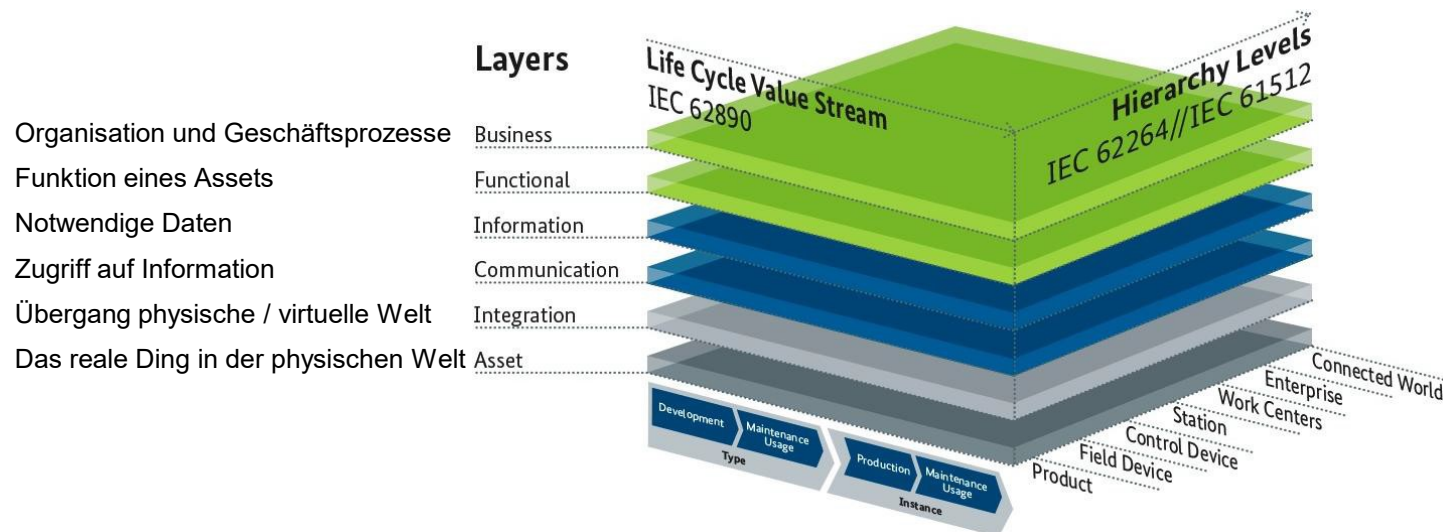 Layers
Life Cycle Value Stream
IEC 62890
Hierarchy Levels
IEC 62264//IEC 61512
Organisation und Geschäftsprozesse
Business
Funktion eines Assets
Functional
Notwendige Daten
Information
Zugriff auf Information
Communication
Übergang physische / virtuelle Welt
Integration
Das reale Ding in der physischen Welt
Asset
Development
Maintenance
Usage
Type
Production
Maintenance
Usage
Instance
Connected World
Enterprise
Work Centers
Station
Control Device
Field Device
Product